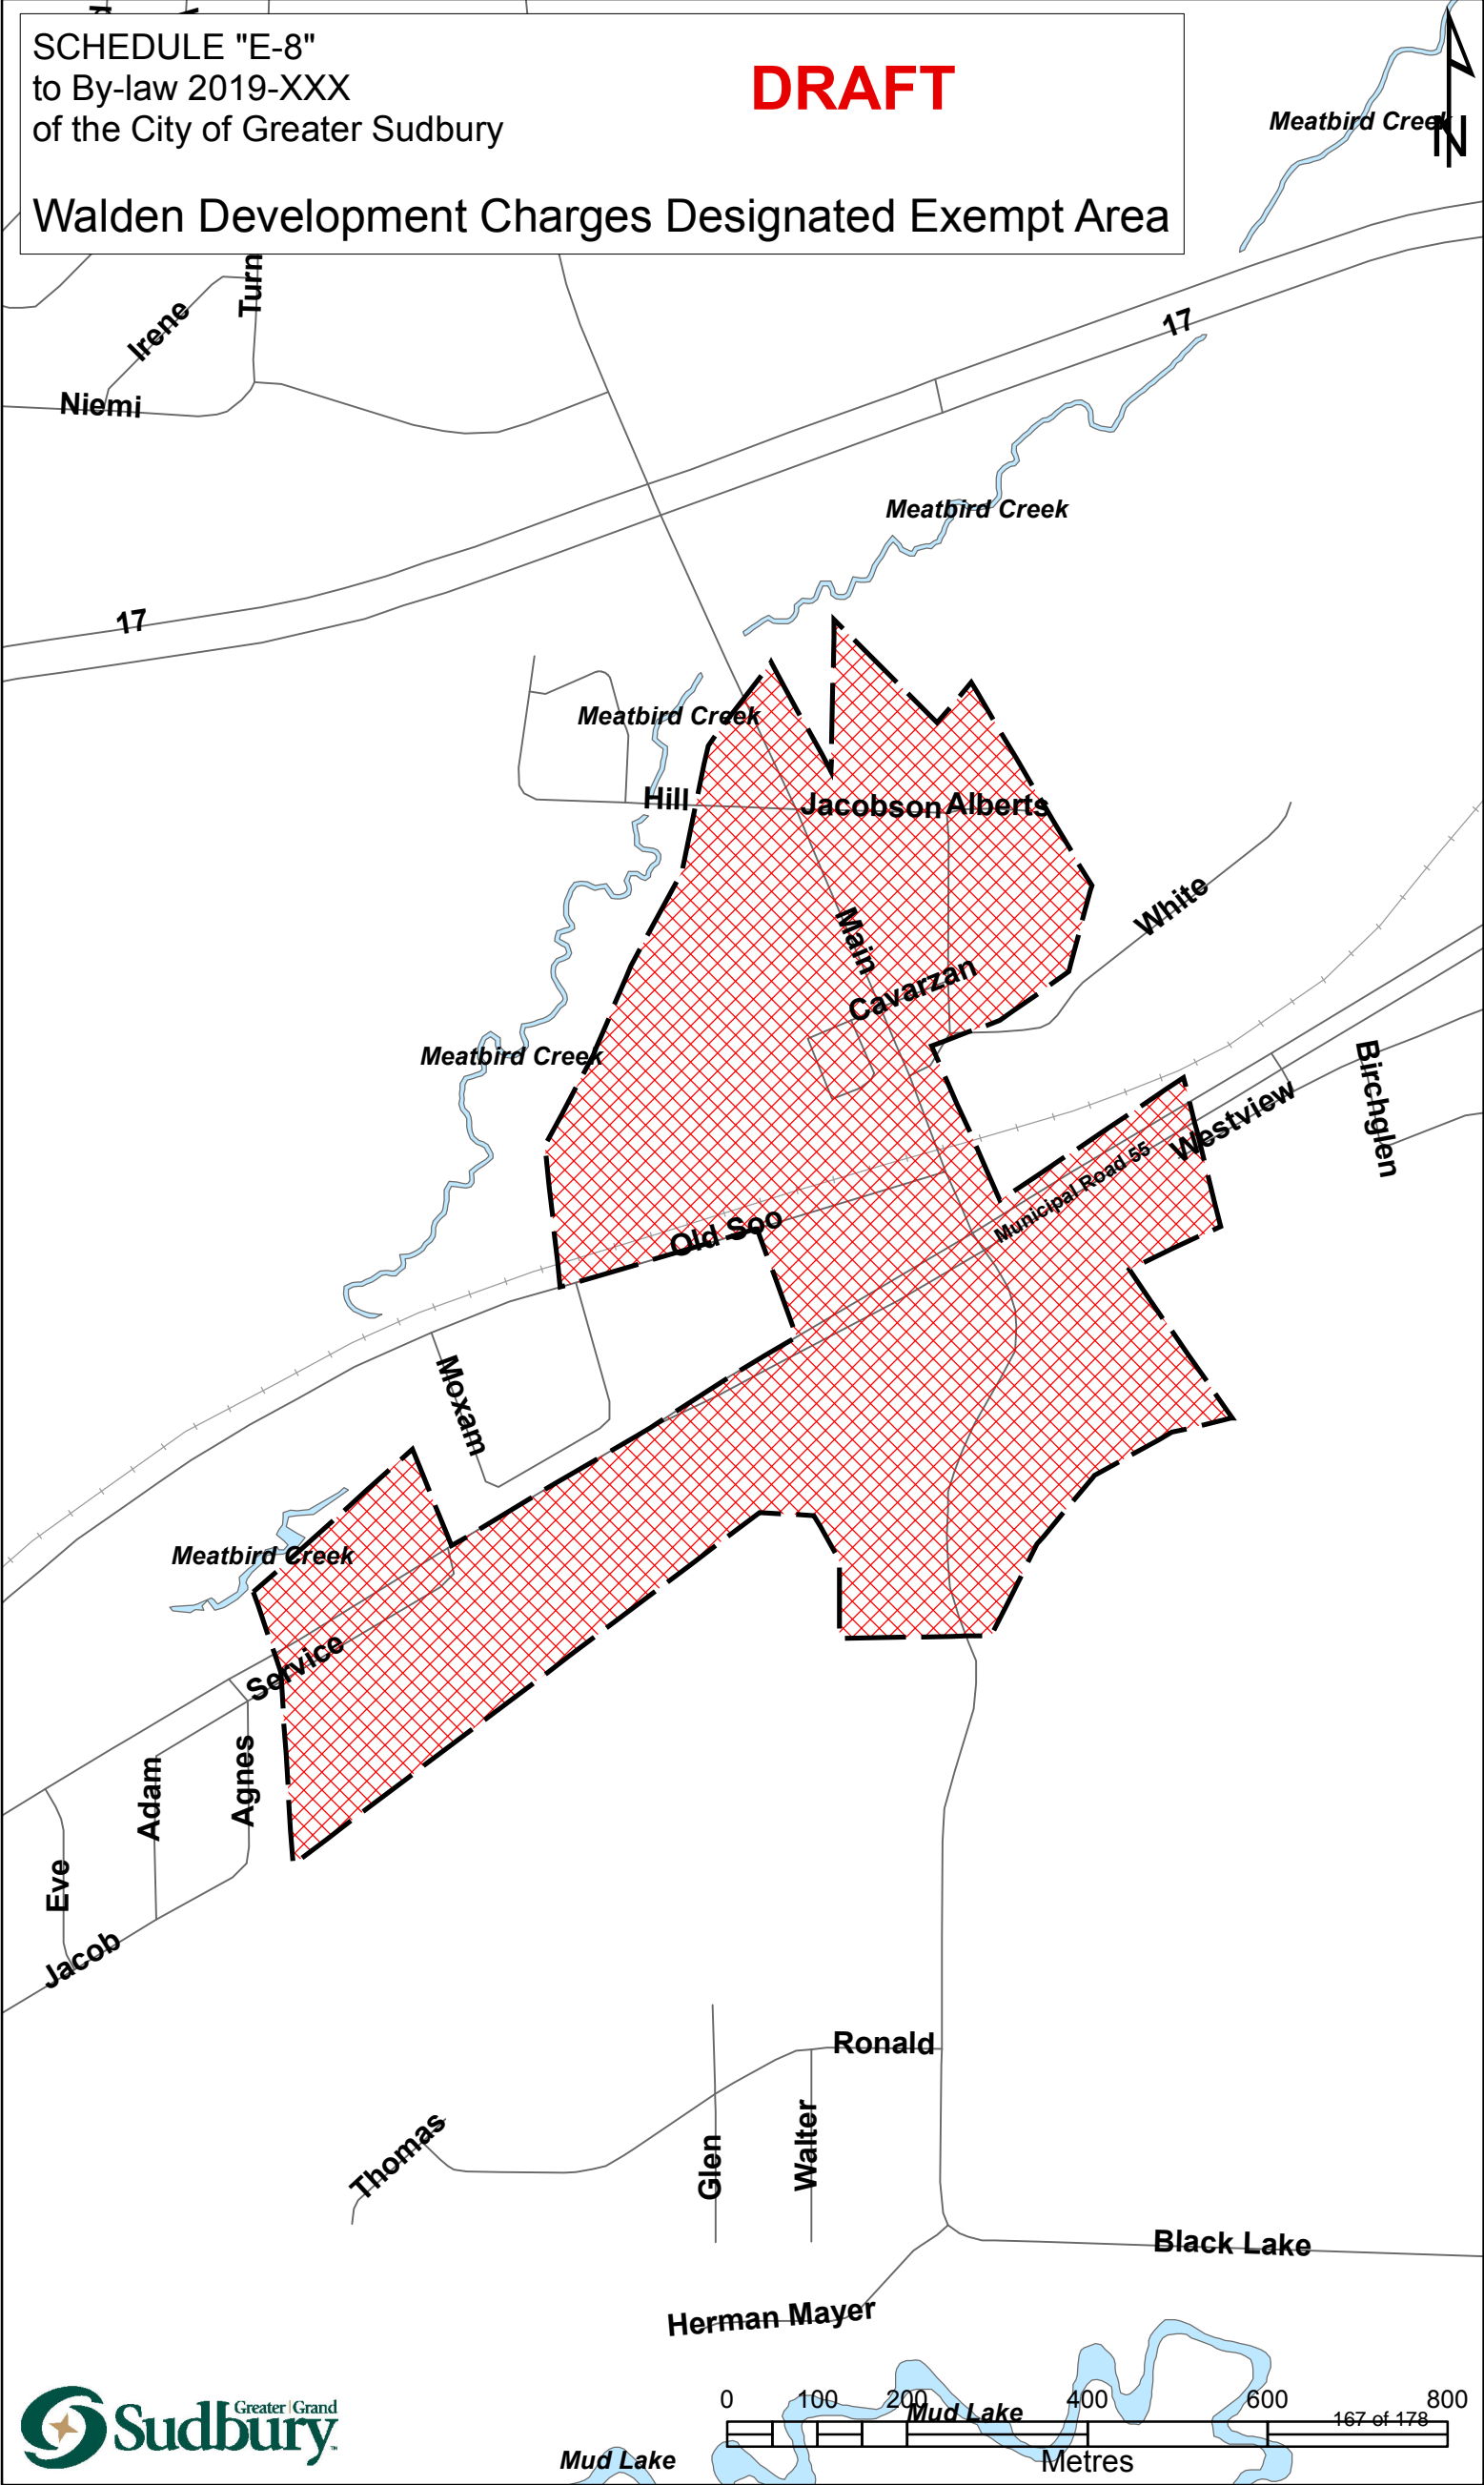 SCHEDULE "E-8"
to By-law 2019-XXX
of the City of Greater Sudbury
DRAFT
Walden Development Charges Designated Exempt Area
N
Meatbird Creek
Turn
Irene
Niemi
17
Meatbird Creek
17
Meatbird Creek
Hill
Jacobson
Alberts
White
Main
Cavarzan
Meatbird Creek
Birchglen
Westview
Municipal Road 55
Old Soo
Moxam
Meatbird Creek
Service
Adam
Agnes
Eve
Jacob
Ronald
Thomas
Glen
Walter
Black Lake
Herman Mayer
Greater Grand
Sudbury
TM
0 100 200 400 600 800
Mud Lake
167 of 178
Metres
Mud Lake